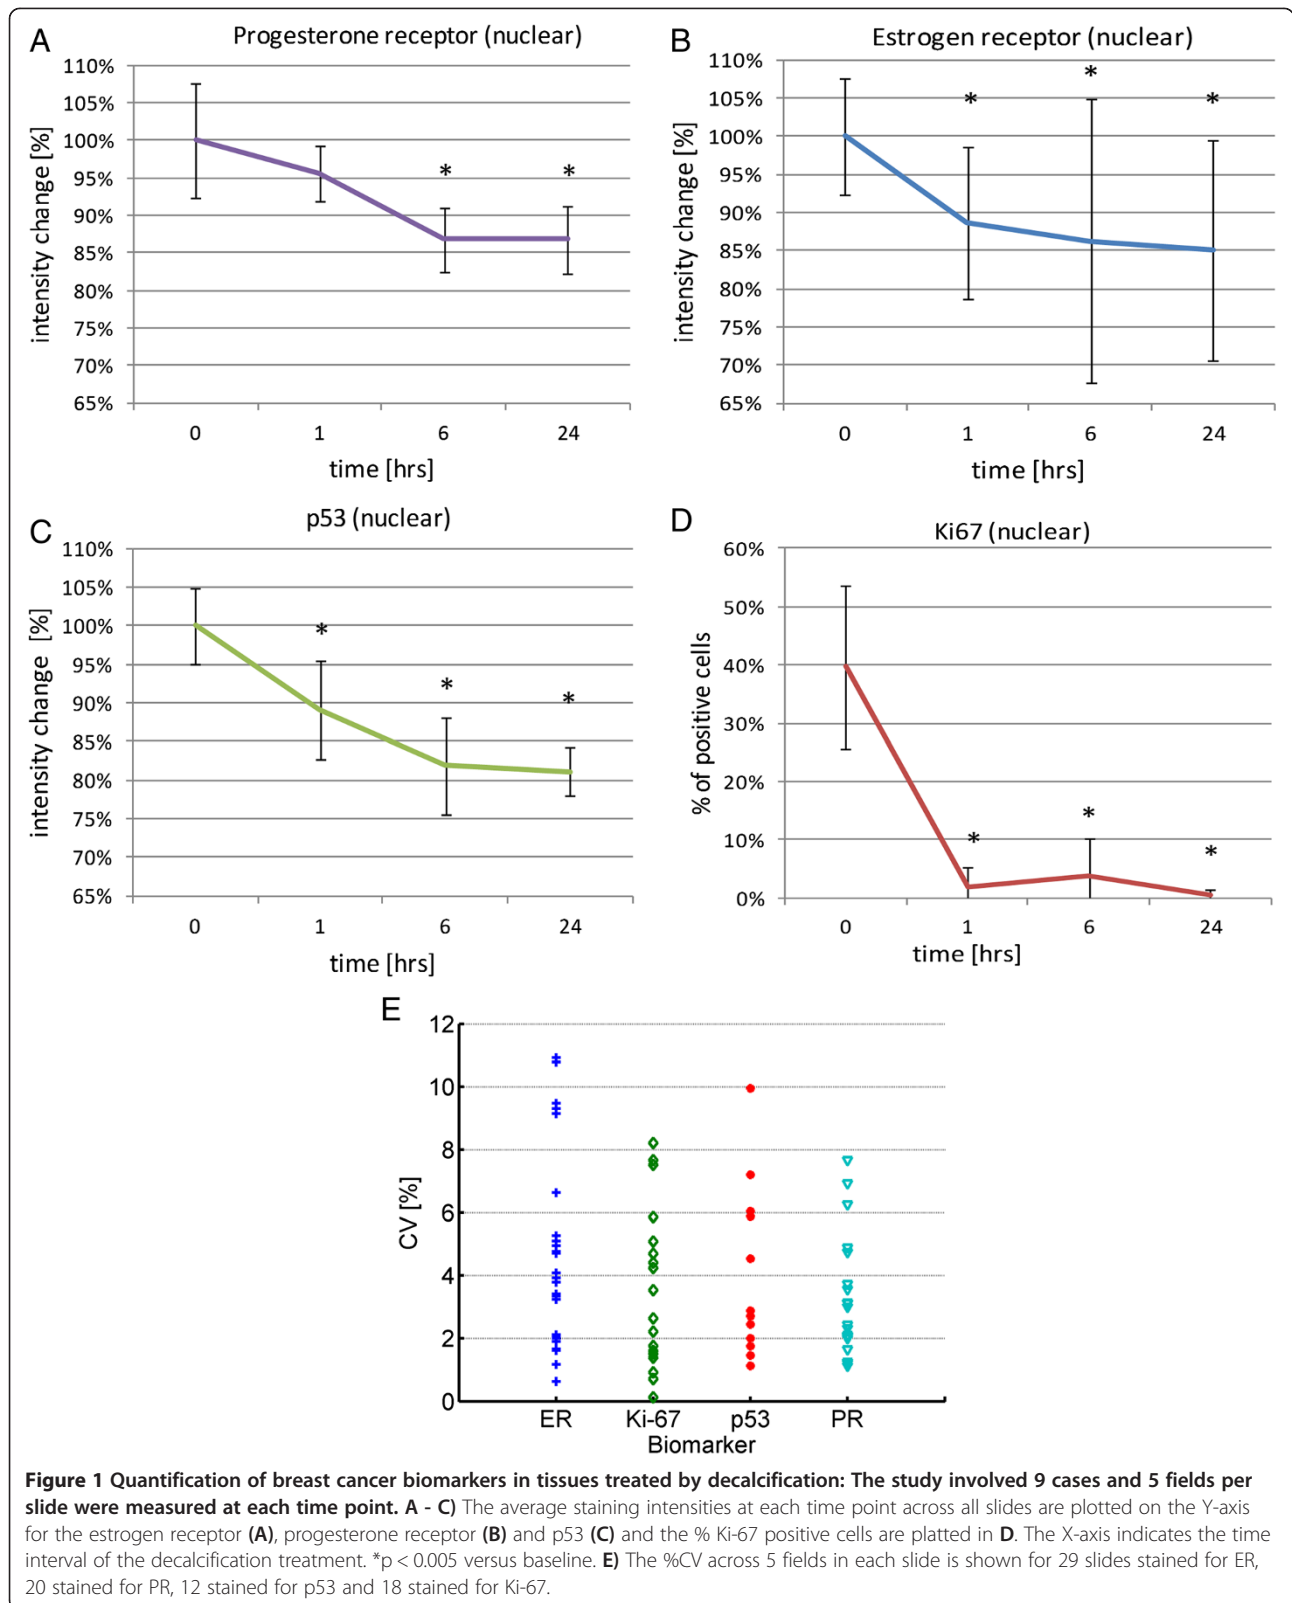 A
Progesterone receptor (nuclear)
110%
105%
100%
95%
90%
85%
80%
75%
70%
65%
intensity change [%]
* *
0 1 6 24
time [hrs]
B
Estrogen receptor (nuclear)
110%
105%
100%
95%
90%
85%
80%
75%
70%
65%
intensity change [%]
* * *
0 1 6 24
time [hrs]
C
p53 (nuclear)
110%
105%
100%
95%
90%
85%
80%
75%
70%
65%
intensity change [%]
* * *
0 1 6 24
time [hrs]
D
Ki67 (nuclear)
60%
50%
40%
30%
20%
10%
0%
% of positive cells
* * *
0 1 6 24
time [hrs]
E
12
10
8
6
4
2
0
CV [%]
ER Ki-67 p53 PR
Biomarker
Figure 1 Quantification of breast cancer biomarkers in tissues treated by decalcification: The study involved 9 cases and 5 fields per
slide were measured at each time point. A - C) The average staining intensities at each time point across all slides are plotted on the Y-axis
for the estrogen receptor (A), progesterone receptor (B) and p53 (C) and the % Ki-67 positive cells are platted in D. The X-axis indicates the time
interval of the decalcification treatment. *p < 0.005 versus baseline. E) The %CV across 5 fields in each slide is shown for 29 slides stained for ER,
20 stained for PR, 12 stained for p53 and 18 stained for Ki-67.